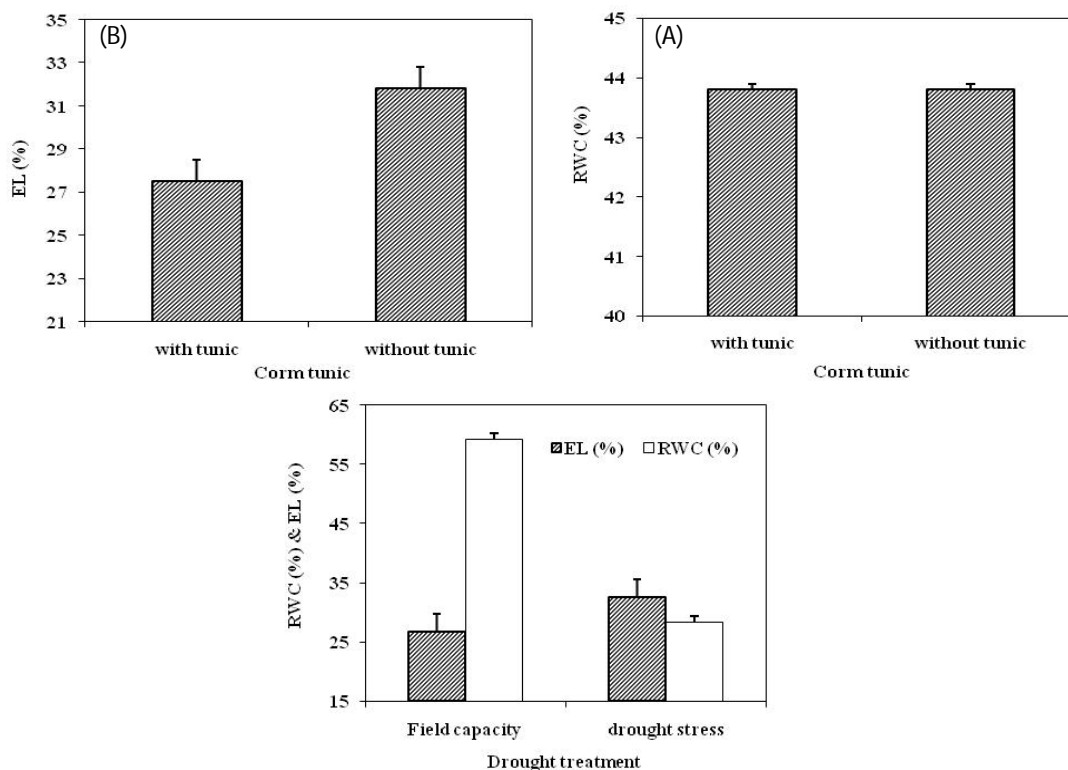 (B)
EL (%)
35
33
31
29
27
25
23
21
with tunic without tunic
Corm tunic
(A)
RWC (%)
45
44
43
42
41
40
with tunic without tunic
Corm tunic
RWC (%) & EL (%)
65
55
45
35
25
15
EL (%) RWC (%)
Field capacity drought stress
Drought treatment